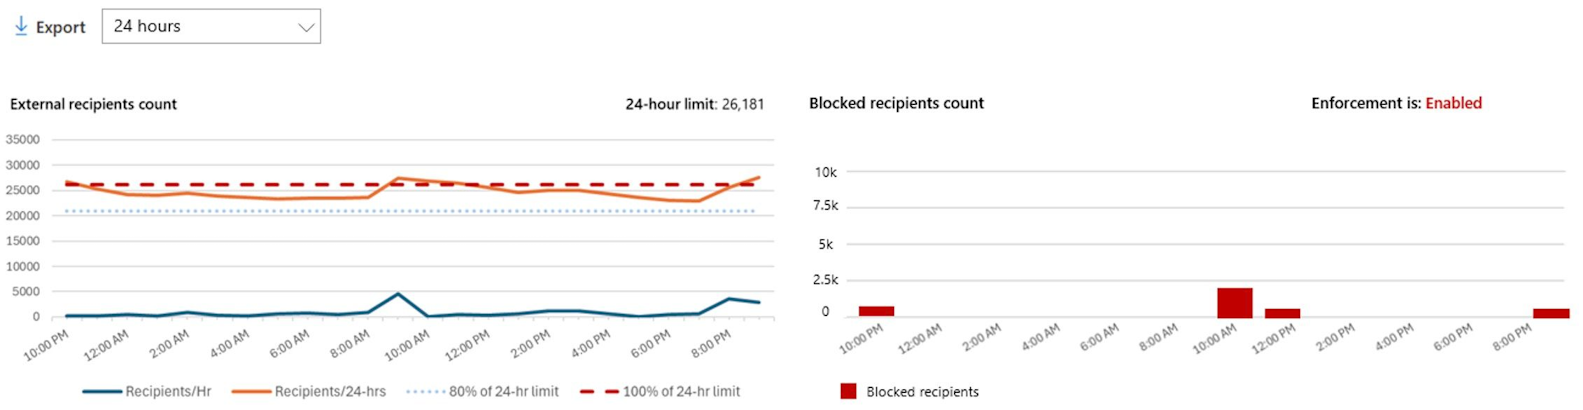 Export
24 hours
External recipients count
24-hour limit: 26,181
35000
30000
25000
20000
15000
10000
5000
0
10:00 PM
12:00 AM
2:00 AM
4:00 AM
6:00 AM
8:00 AM
10:00 AM
12:00 PM
2:00 PM
4:00 PM
6:00 PM
8:00 PM
Recipients/Hr
Recipients/24-hrs
80% of 24-hr limit
100% of 24-hr limit
Blocked recipients count
Enforcement is: Enabled
10k
7.5k
5k
2.5k
0
10:00 PM
12:00 AM
2:00 AM
4:00 AM
6:00 AM
8:00 AM
10:00 AM
12:00 PM
2:00 PM
4:00 PM
6:00 PM
8:00 PM
Blocked recipients